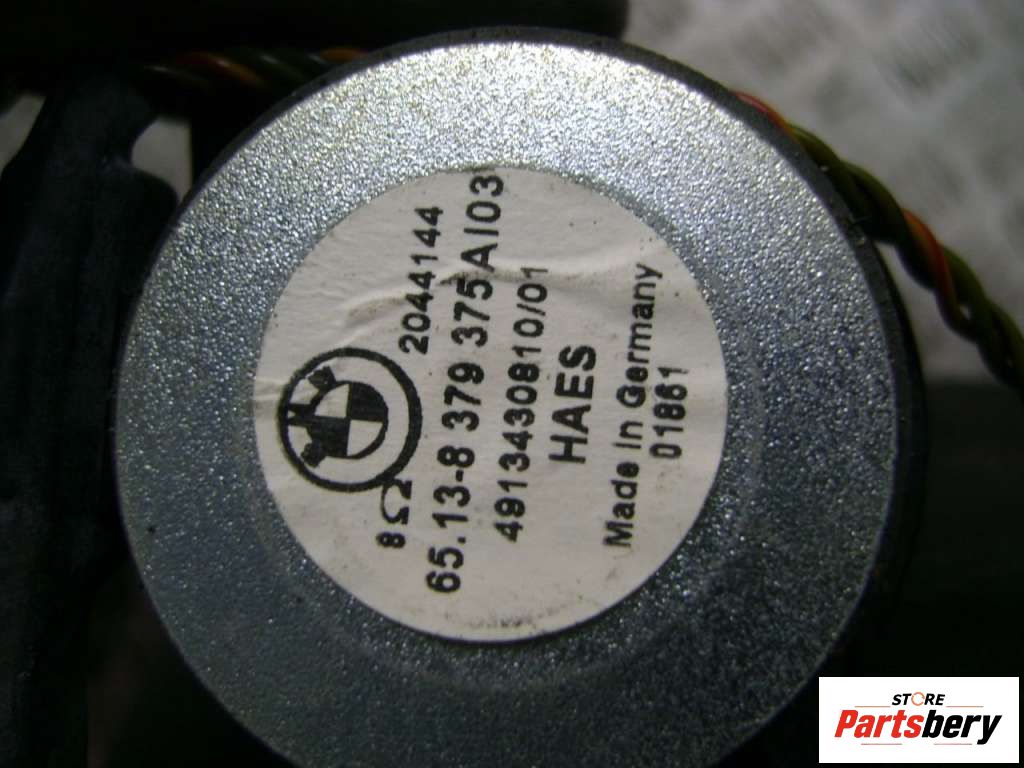 2044144
8Ω
65.13-8 379 375 AI03
4913430810/01
HAES
Made In Germany
01861
STORE
Partsbery